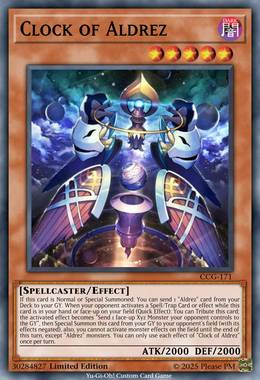 Clock of Aldrez
DARK
闇
CCG-171
[Spellcaster/Effect]
If this card is Normal or Special Summoned: You can send 1 "Aldrez" card from your
Deck to your GY. When your opponent activates a Spell/Trap Card or effect while this
card is in your hand or face-up on your field (Quick Effect): You can Tribute this card;
the activated effect becomes "Send 1 face-up Xyz Monster your opponent controls to
the GY", then Special Summon this card from your GY to your opponent's field (with its
effects negated), also, you cannot activate monster effects on the field until the end of
this turn, except "Aldrez" monsters. You can only use each effect of "Clock of Aldrez"
once per turn.
ATK/2000 DEF/2000
30284827 Limited Edition
© 2025 Please PM
Yu-Gi-Oh! Custom Card Game